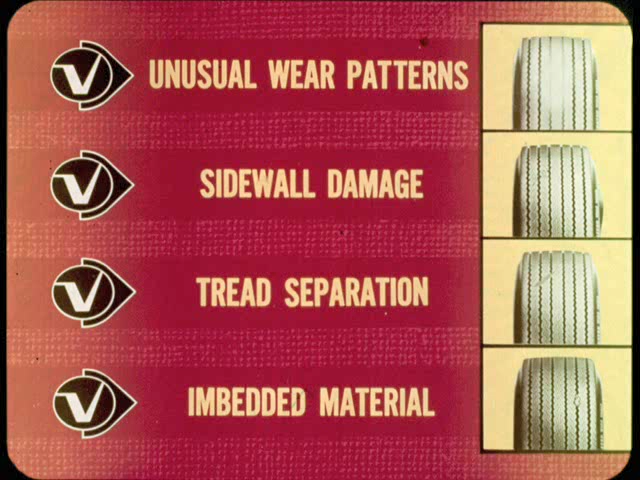 V UNUSUAL WEAR PATTERNS
V SIDEWALL DAMAGE
V TREAD SEPARATION
V IMBEDDED MATERIAL